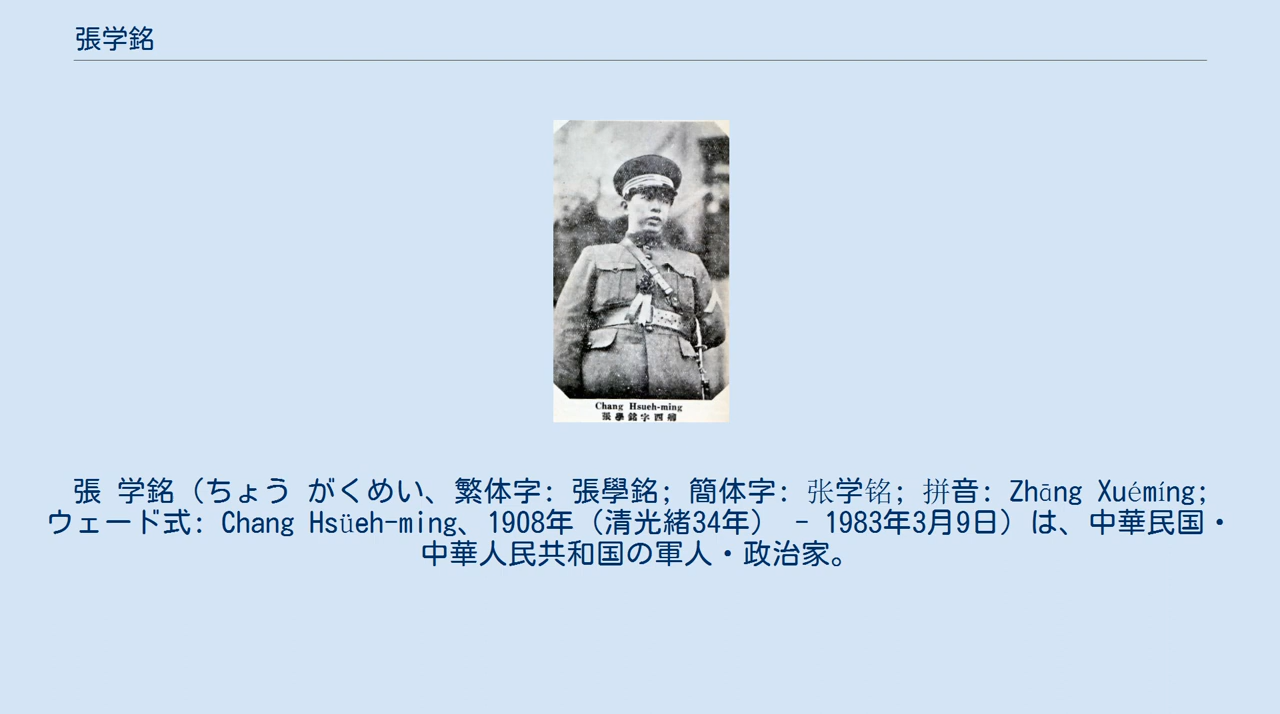 張学銘
Chang Hsueh-ming
張學銘字西卿
張 学銘（ちょう がくめい、繁体字: 張學銘; 簡体字: 张学铭; 拼音: Zhāng Xuémíng;
ウェード式: Chang Hsüeh-ming、1908年（清光緒34年） - 1983年3月9日）は、中華民国・
中華人民共和国の軍人・政治家。